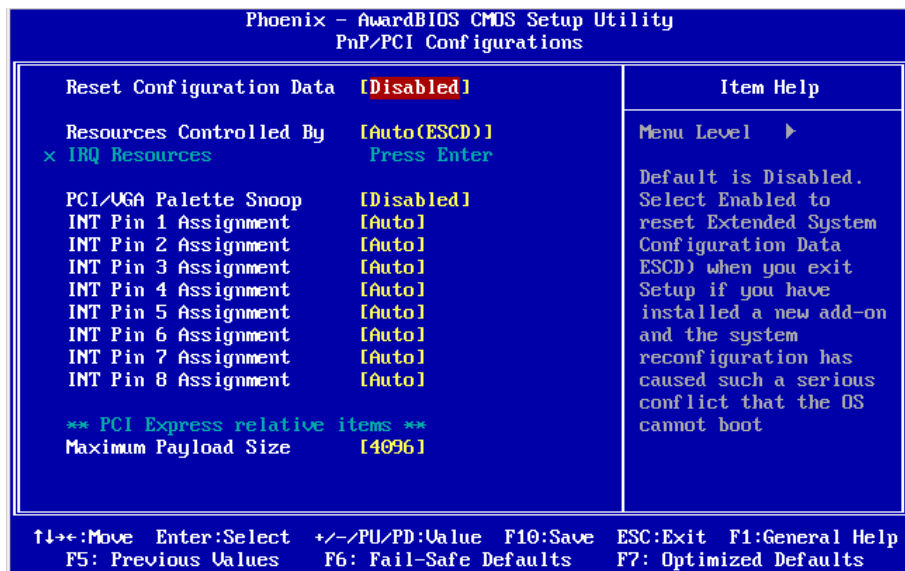 Phoenix - AwardBIOS CMOS Setup Utility
PnP/PCI Configurations
Reset Configuration Data [Disabled]
Resources Controlled By [Auto(ESCD)]
x IRQ Resources Press Enter
PCI/VGA Palette Snoop [Disabled]
INT Pin 1 Assignment [Auto]
INT Pin 2 Assignment [Auto]
INT Pin 3 Assignment [Auto]
INT Pin 4 Assignment [Auto]
INT Pin 5 Assignment [Auto]
INT Pin 6 Assignment [Auto]
INT Pin 7 Assignment [Auto]
INT Pin 8 Assignment [Auto]
** PCI Express relative items **
Maximum Payload Size [4096]
Item Help
Menu Level ▶
Default is Disabled.
Select Enabled to
reset Extended System
Configuration Data
ESCD) when you exit
Setup if you have
installed a new add-on
and the system
reconfiguration has
caused such a serious
conflict that the OS
cannot boot
↑↓→←:Move Enter:Select +/-/PU/PD:Value F10:Save ESC:Exit F1:General Help
F5: Previous Values F6: Fail-Safe Defaults F7: Optimized Defaults